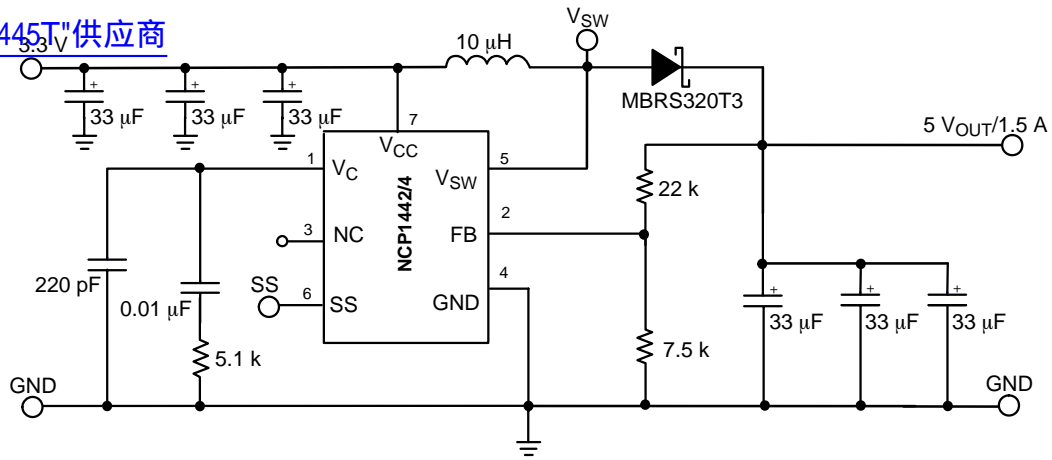 445T"供应商
3.3 V
10 μH
VSW
MBRS320T3
33 μF
33 μF
33 μF
7
VCC
5 VOUT/1.5 A
1
VC
5
VSW
22 k
NCP1442/4
2
FB
3
NC
220 pF
0.01 μF
SS
6
SS
4
GND
33 μF
33 μF
33 μF
5.1 k
7.5 k
GND
GND
+
+
+
+
+
+